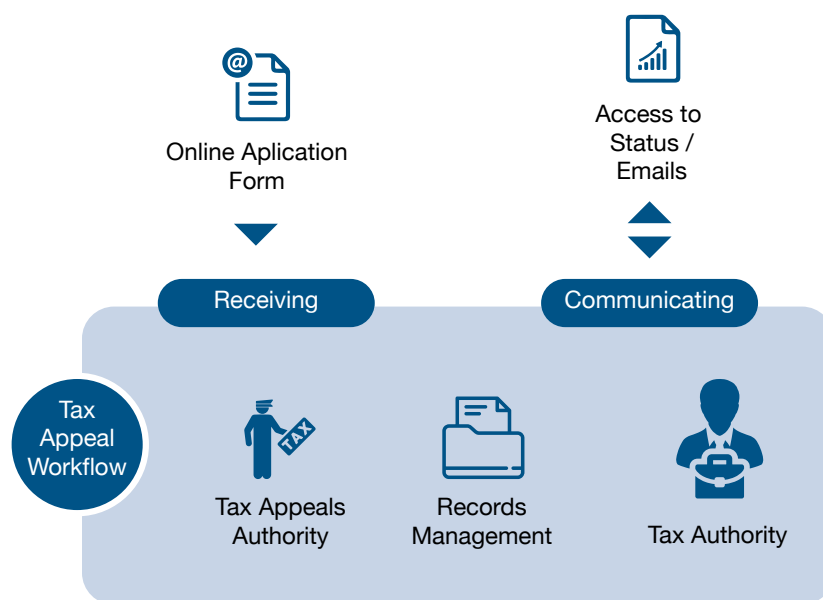 @
Online Aplication
Form
Access to
Status /
Emails
Receiving
Communicating
Tax
Appeal
Workflow
TAX
Tax Appeals
Authority
Records
Management
Tax Authority